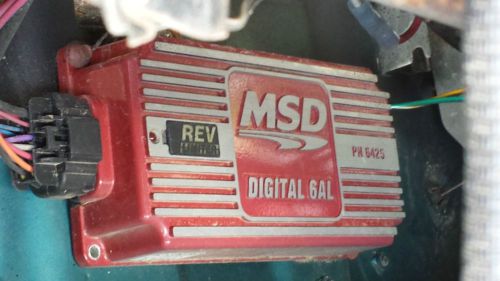 MSD
REV
DIGITAL 6AL
PN 6425